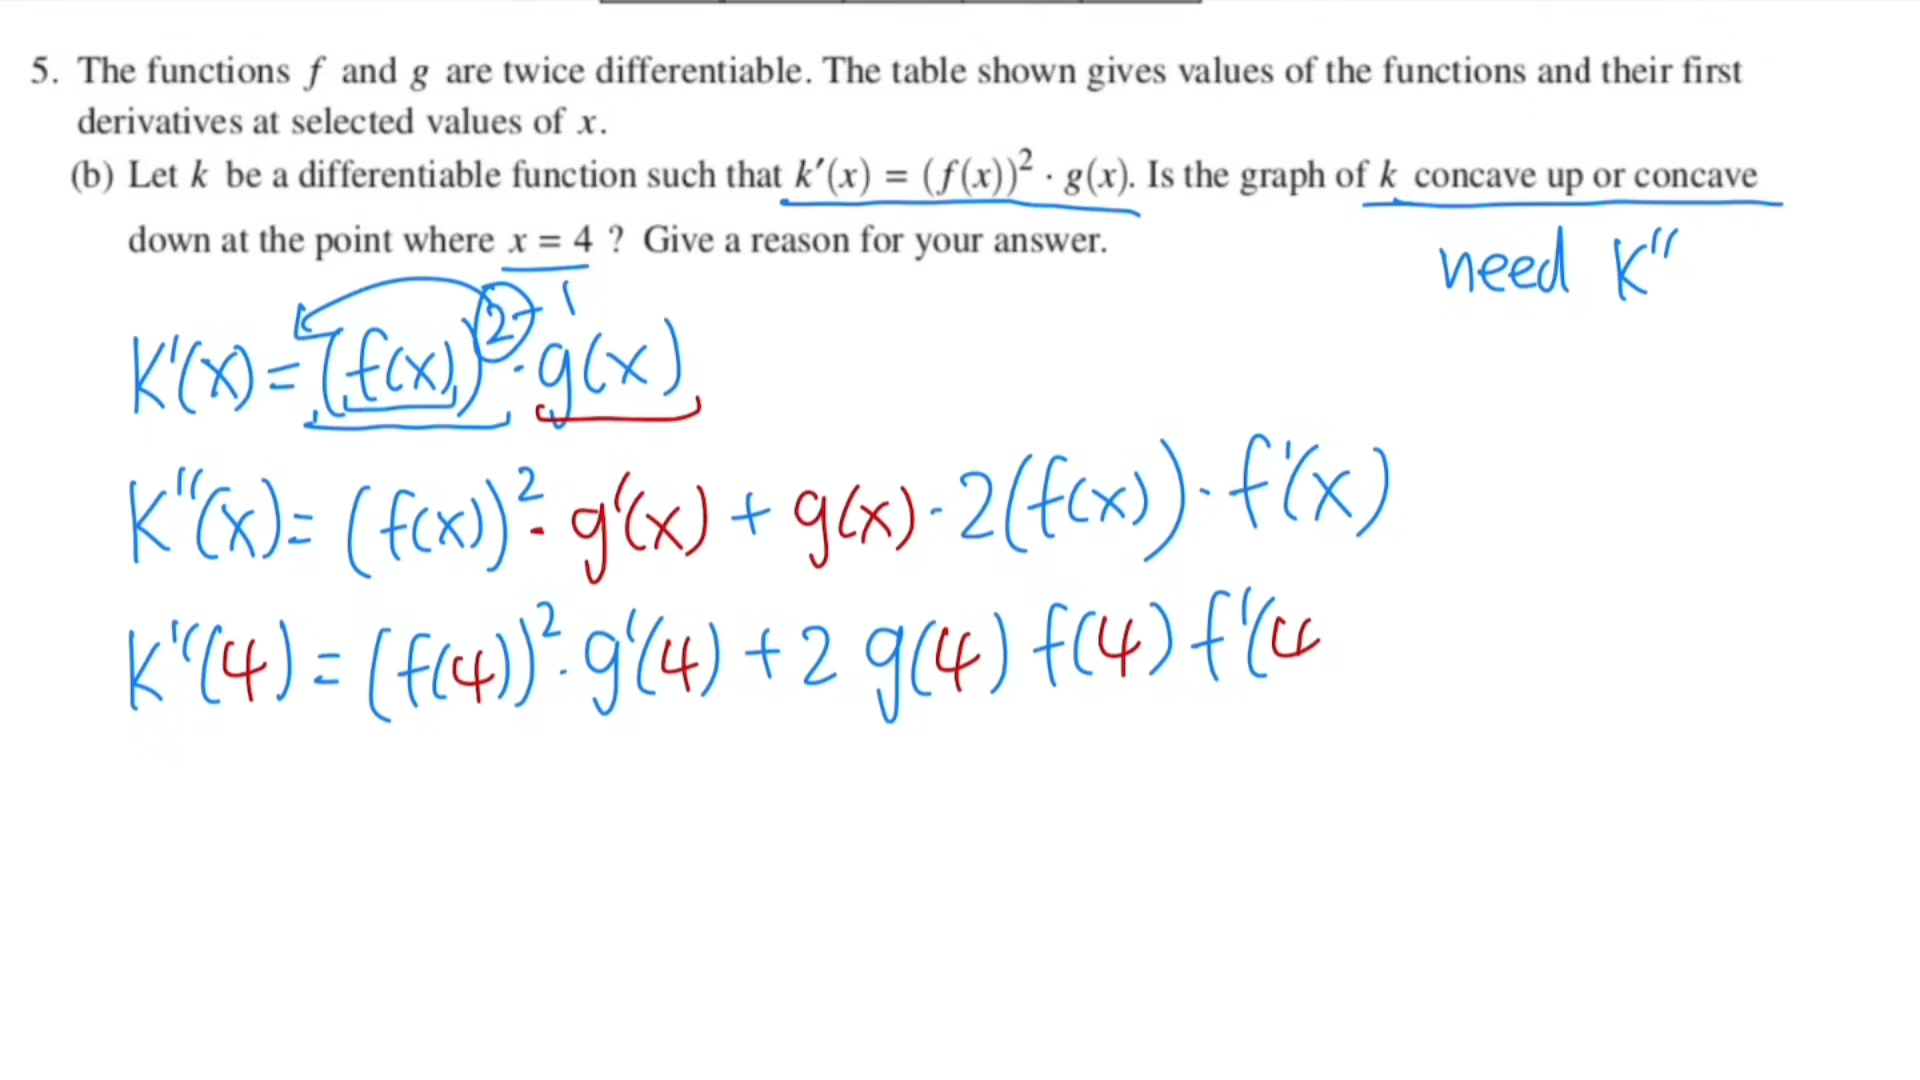 5. The functions f and g are twice differentiable. The table shown gives values of the functions and their first
derivatives at selected values of x.
(b) Let k be a differentiable function such that k′(x) = (f(x))² · g(x). Is the graph of k concave up or concave
down at the point where x = 4 ? Give a reason for your answer.
need K''
2-1
K'(x) = (f(x))² · g(x)
K''(x) = (f(x))² · g'(x) + g(x) · 2(f(x)) · f'(x)
K''(4) = (f(4))² · g'(4) + 2 g(4) f(4) f'(4